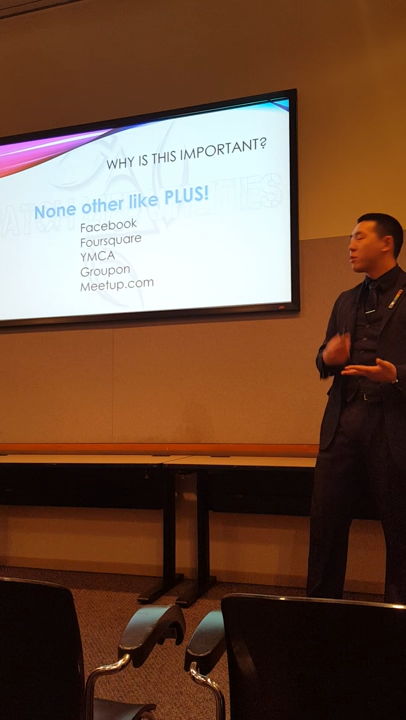 WHY IS THIS IMPORTANT?
None other like PLUS!
Facebook
Foursquare
YMCA
Groupon
Meetup.com